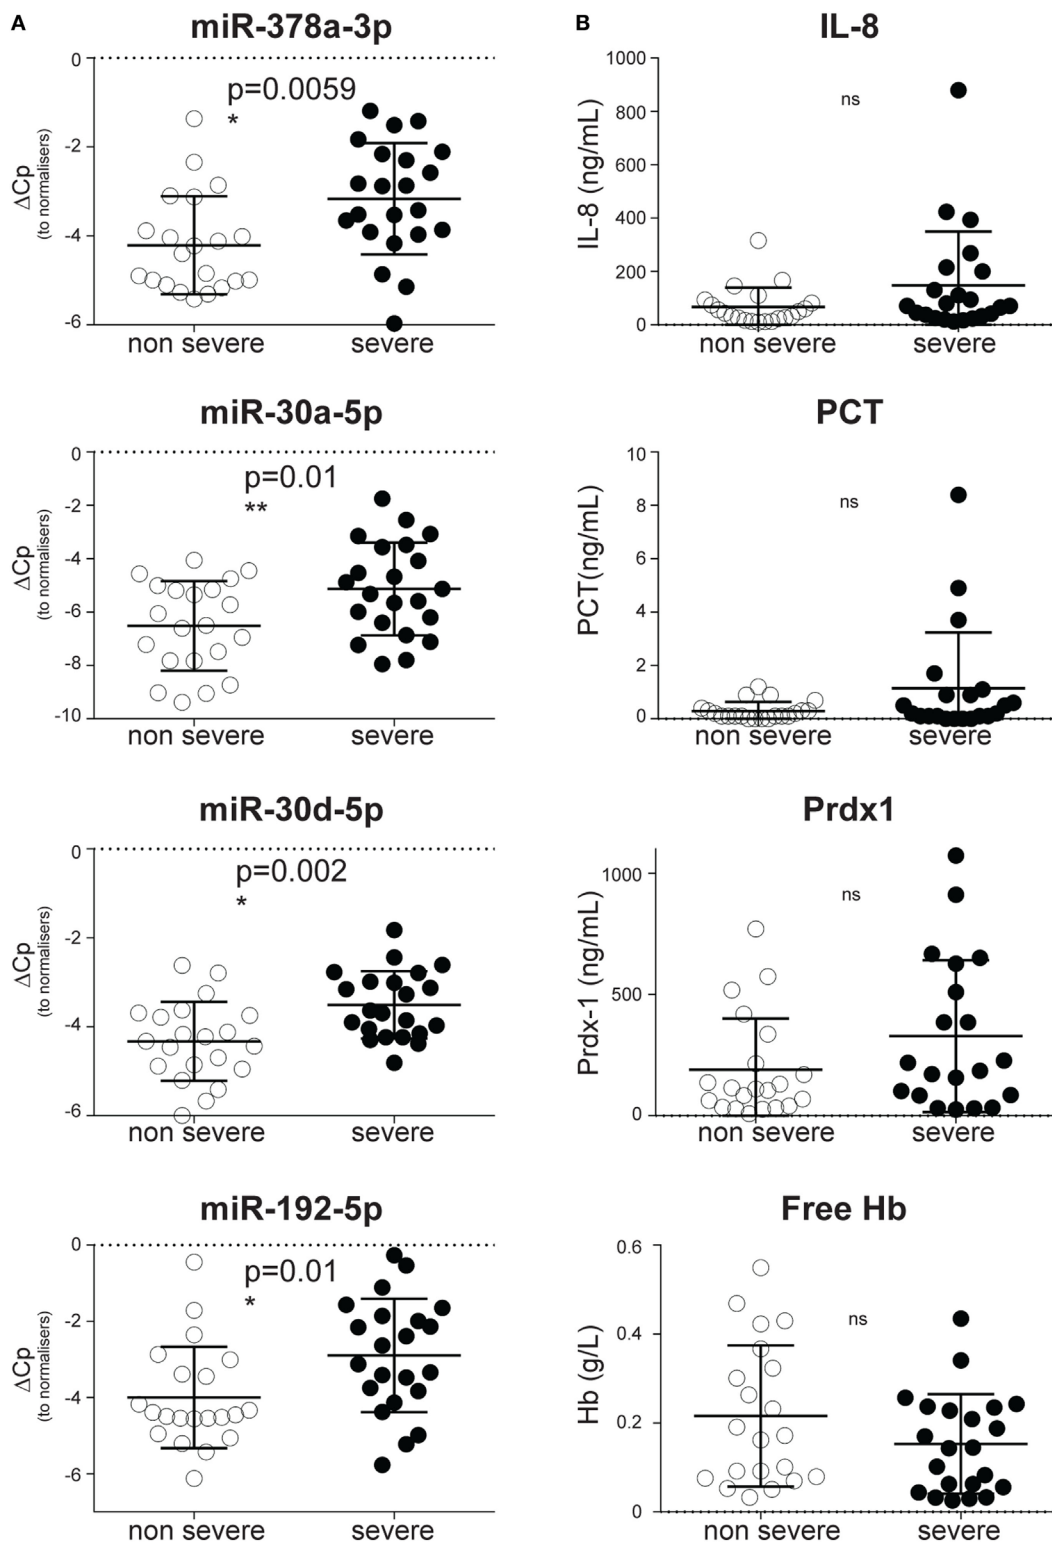 A
miR-378a-3p
0
-2
-4
-6
ΔCp
(to normalisers)
p=0.0059
*
non severe
severe
miR-30a-5p
0
-2
-4
-6
-8
-10
ΔCp
(to normalisers)
p=0.01
**
non severe
severe
miR-30d-5p
0
-2
-4
-6
ΔCp
(to normalisers)
p=0.002
*
non severe
severe
miR-192-5p
0
-2
-4
-6
ΔCp
(to normalisers)
p=0.01
*
non severe
severe
B
IL-8
1000
800
600
400
200
0
IL-8 (ng/mL)
ns
non severe
severe
PCT
10
8
6
4
2
0
PCT(ng/mL)
ns
non severe
severe
Prdx1
1000
500
0
Prdx-1 (ng/mL)
ns
non severe
severe
Free Hb
0.6
0.4
0.2
0
Hb (g/L)
ns
non severe
severe